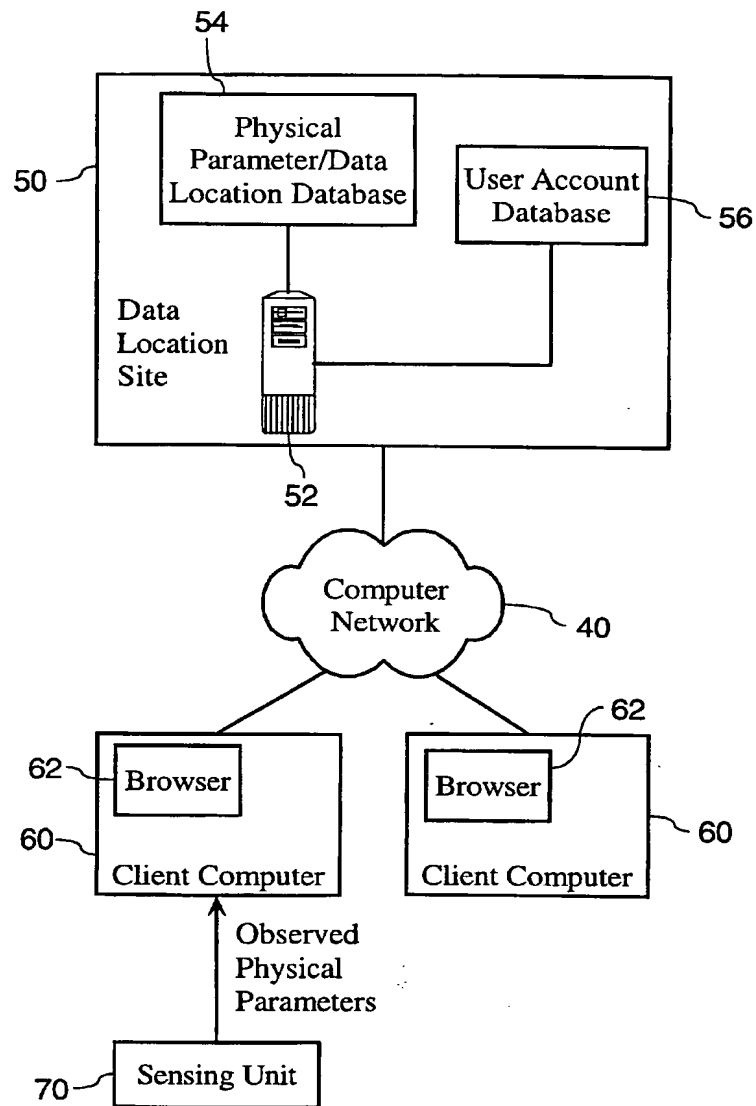 54
Physical
Parameter/Data
Location Database
50
User Account
Database
56
Data
Location
Site
52
Computer
Network
40
62
Browser
60
Client Computer
62
Browser
60
Client Computer
Observed
Physical
Parameters
70
Sensing Unit